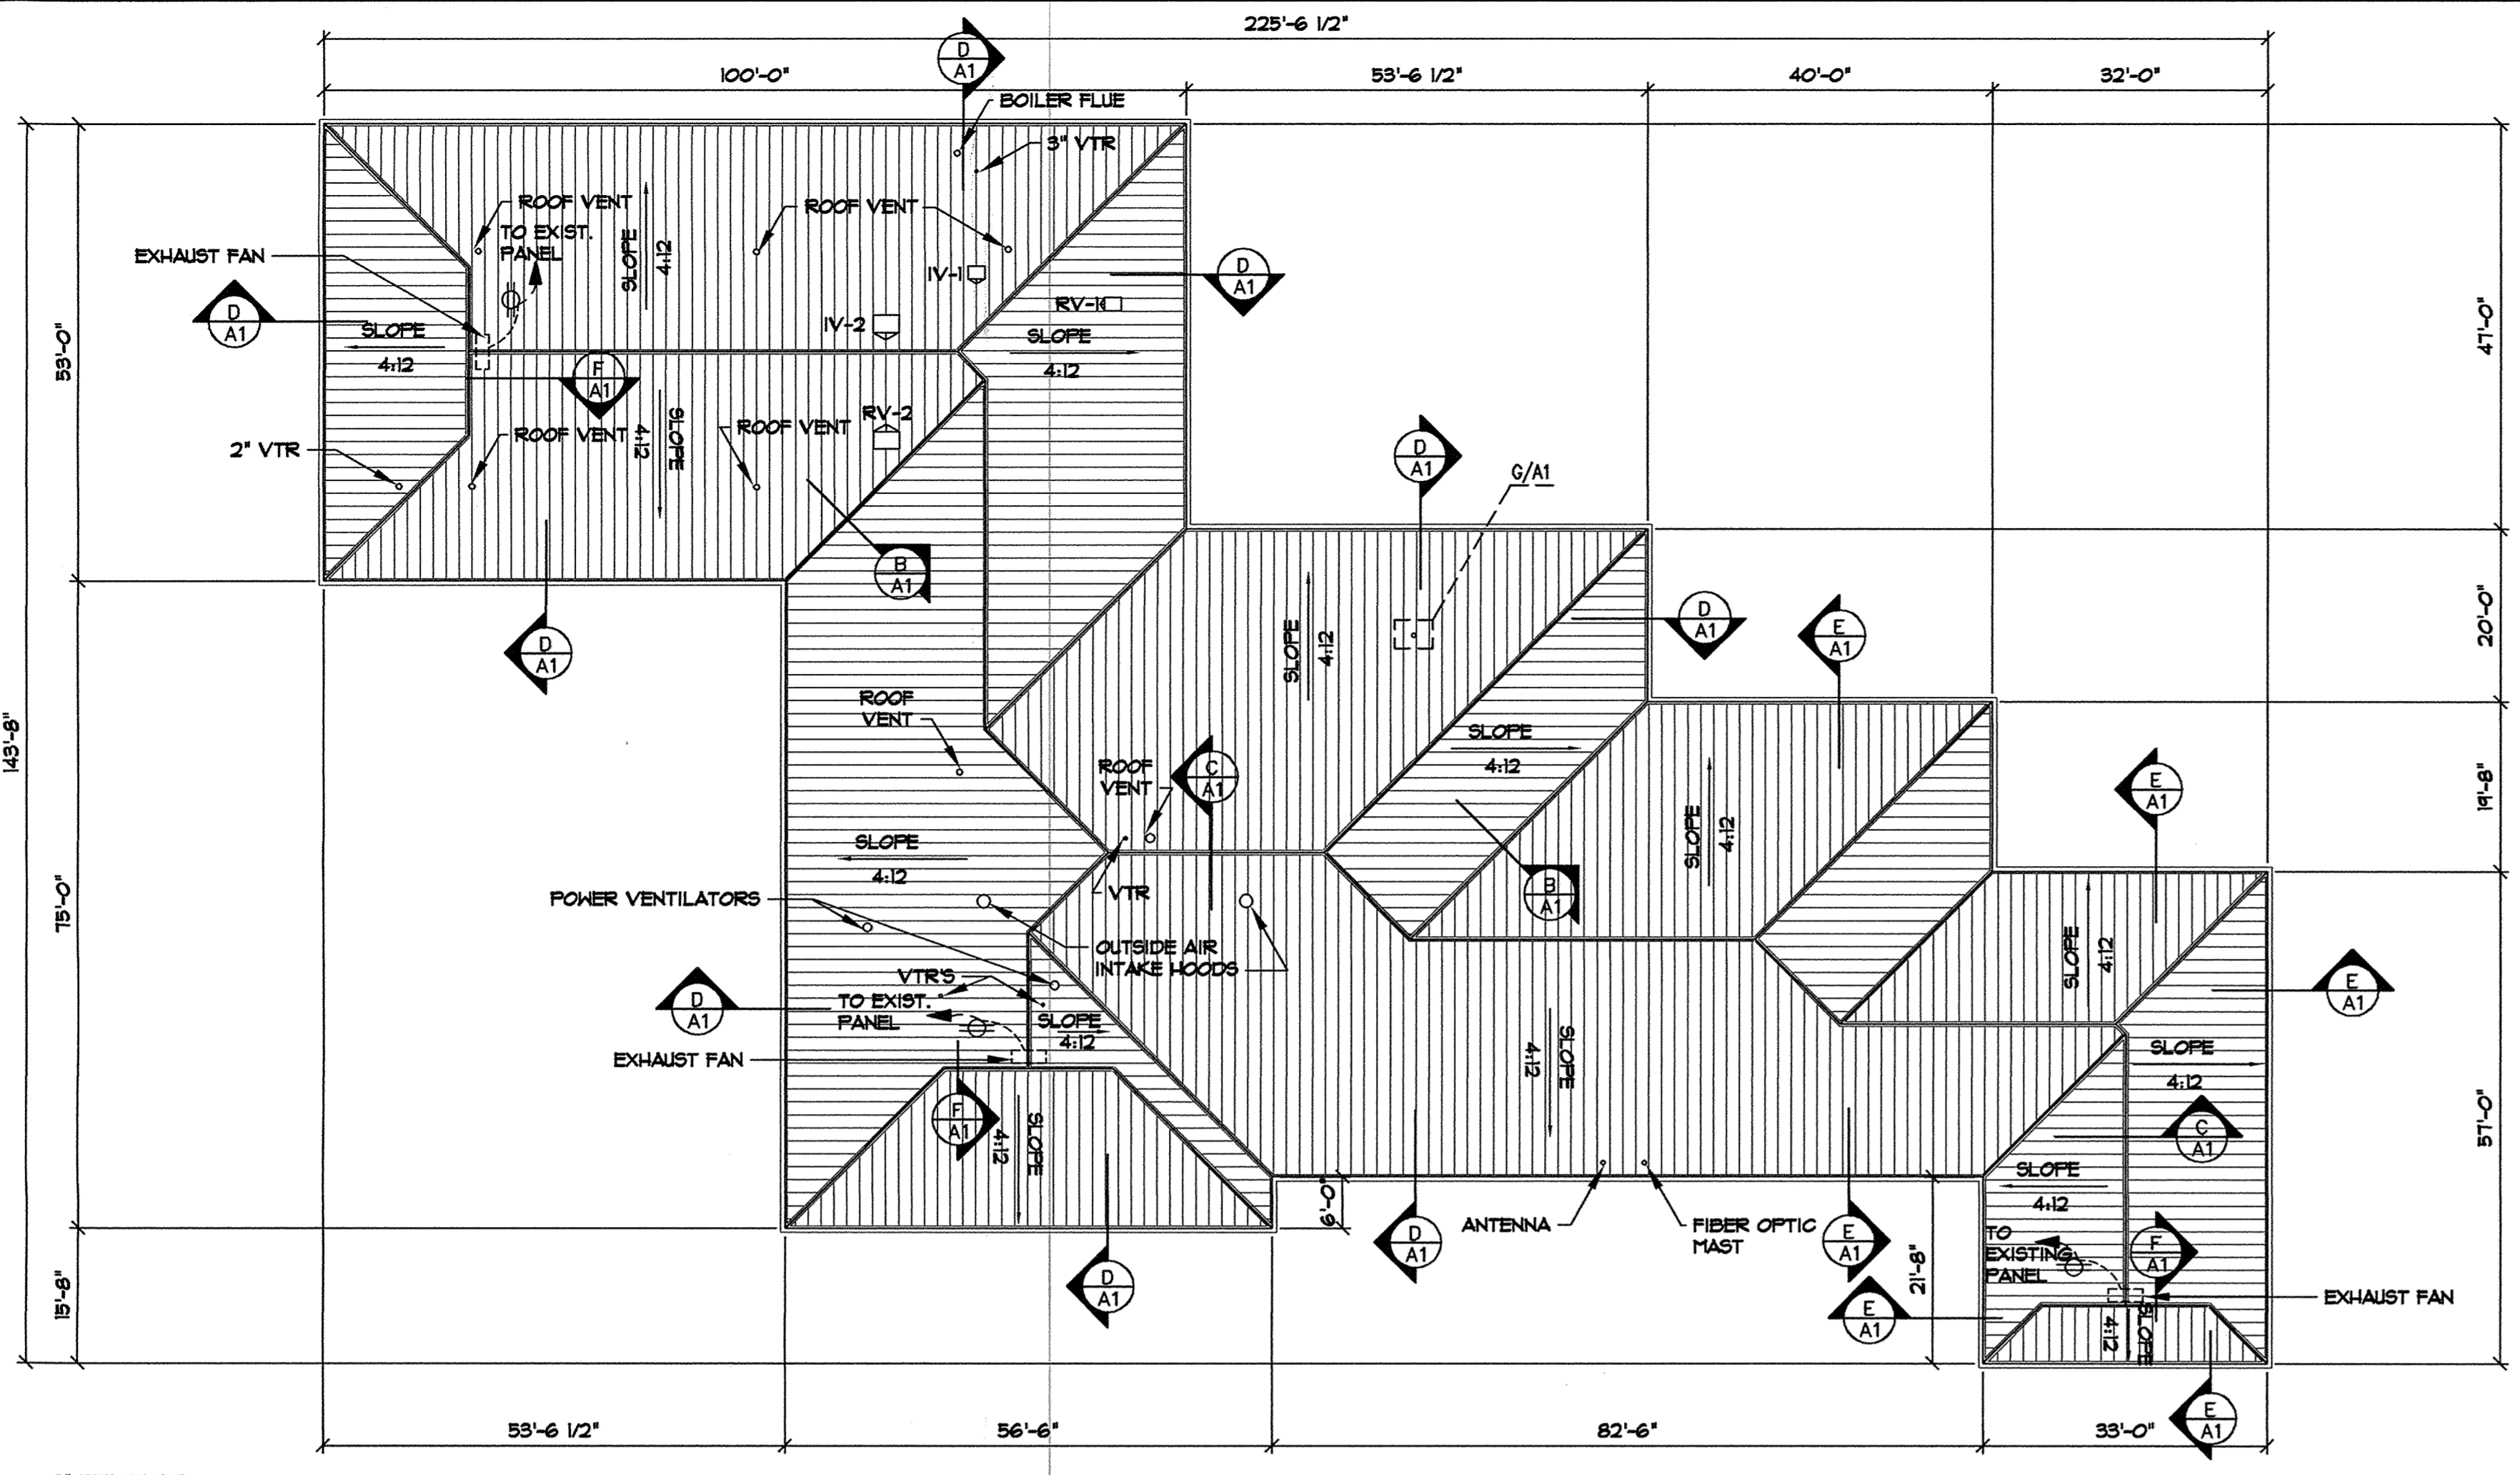 225'-6 1/2"
100'-0"
53'-6 1/2"
40'-0"
32'-0"
D
A1
BOILER FLUE
3" VTR
ROOF VENT
TO EXIST.
PANEL
ROOF VENT
EXHAUST FAN
SLOPE
4:12
IV-1
D
A1
RV-1
D
A1
IV-2
SLOPE
4:12
SLOPE
4:12
53'-0"
47'-0"
F
A1
RV-2
2" VTR
ROOF VENT
SLOPE
4:12
ROOF VENT
D
A1
G/A1
B
A1
D
A1
SLOPE
4:12
D
A1
E
A1
20'-0"
ROOF
VENT
143'-8"
SLOPE
4:12
ROOF
VENT
C
A1
E
A1
19'-8"
SLOPE
4:12
SLOPE
4:12
POWER VENTILATORS
VTR
B
A1
75'-0"
OUTSIDE AIR
INTAKE HOODS
SLOPE
4:12
VTR'S
TO EXIST.
PANEL
D
A1
SLOPE
4:12
E
A1
EXHAUST FAN
SLOPE
4:12
SLOPE
4:12
F
A1
SLOPE
4:12
C
A1
57'-0"
SLOPE
4:12
6'-0"
ANTENNA
FIBER OPTIC
MAST
D
A1
E
A1
TO
EXISTING
PANEL
F
A1
D
A1
21'-8"
15'-8"
E
A1
EXHAUST FAN
SLOPE
4:12
E
A1
53'-6 1/2"
56'-6"
82'-6"
33'-0"